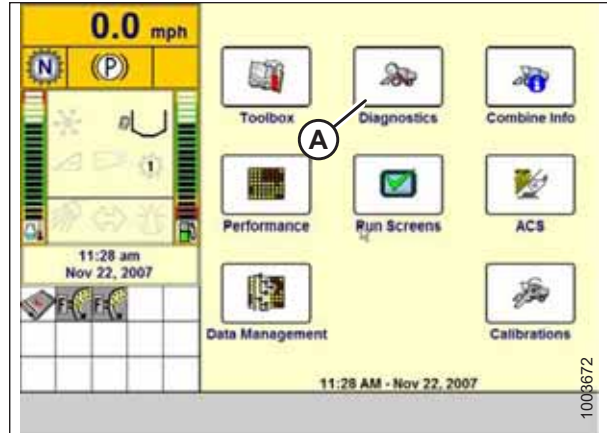 0.0 mph
N (P)
1
11:28 am
Nov 22, 2007
F F
Toolbox
Diagnostics
Combine Info
A
Performance
Run Screens
ACS
Data Management
Calibrations
11:28 AM - Nov 22, 2007
1003672